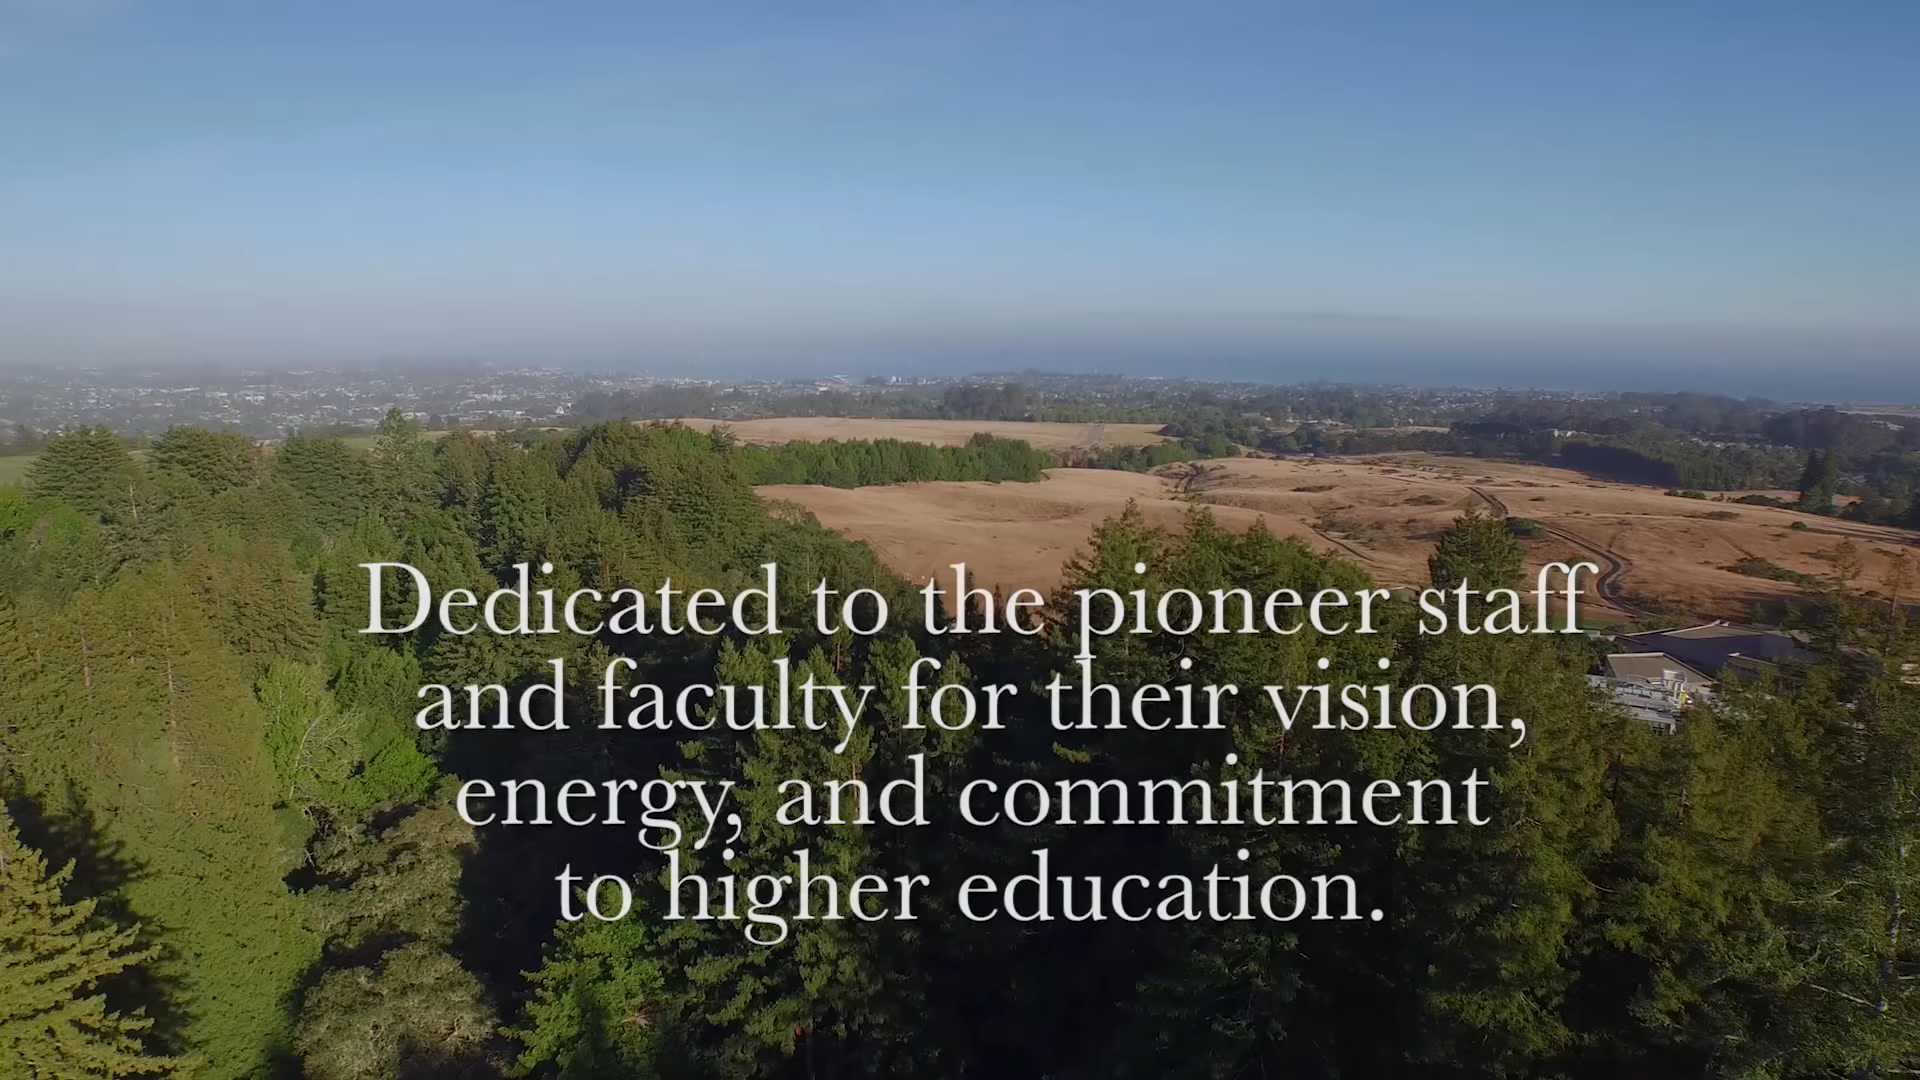 Dedicated to the pioneer staff
and faculty for their vision,
energy, and commitment
to higher education.